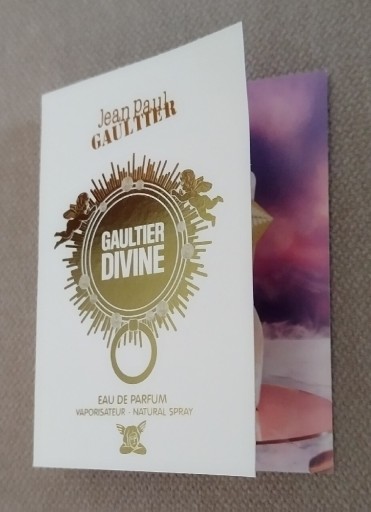 Jean Paul
GAULTIER
GAULTIER
DIVINE
EAU DE PARFUM
VAPORISATEUR - NATURAL SPRAY